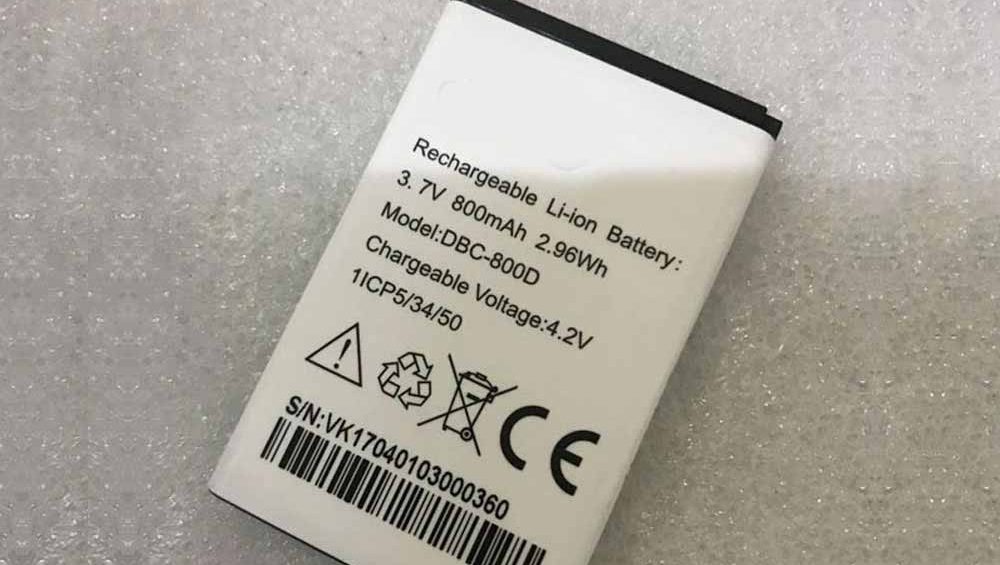 Rechargeable Li-ion Battery:
3. 7V 800mAh 2.96Wh
Model:DBC-800D
Chargeable Voltage:4.2V
1ICP5/34/50
CE
S/N:VK17040103000360